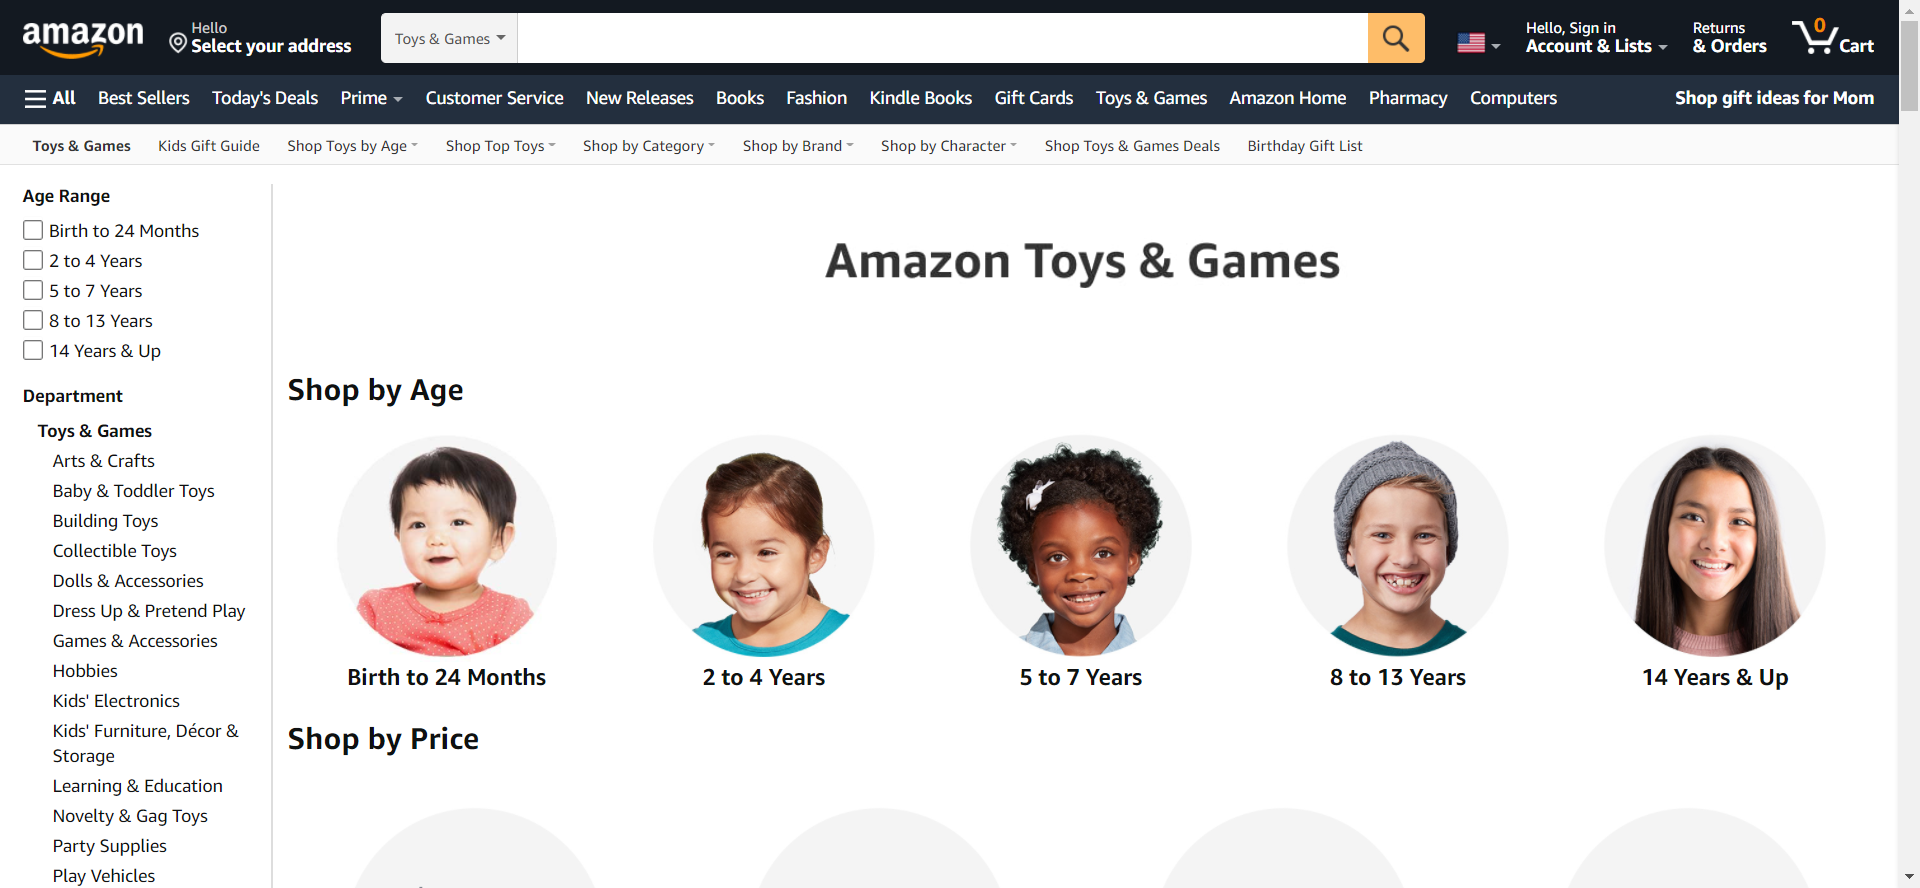 amazon
Hello
Select your address
Toys & Games
Hello, Sign in
Account & Lists
Returns
& Orders
0
Cart
All
Best Sellers
Today's Deals
Prime
Customer Service
New Releases
Books
Fashion
Kindle Books
Gift Cards
Toys & Games
Amazon Home
Pharmacy
Computers
Shop gift ideas for Mom
Toys & Games
Kids Gift Guide
Shop Toys by Age
Shop Top Toys
Shop by Category
Shop by Brand
Shop by Character
Shop Toys & Games Deals
Birthday Gift List
Age Range
Birth to 24 Months
2 to 4 Years
5 to 7 Years
8 to 13 Years
14 Years & Up
Department
Toys & Games
Arts & Crafts
Baby & Toddler Toys
Building Toys
Collectible Toys
Dolls & Accessories
Dress Up & Pretend Play
Games & Accessories
Hobbies
Kids' Electronics
Kids' Furniture, Décor &
Storage
Learning & Education
Novelty & Gag Toys
Party Supplies
Play Vehicles
Amazon Toys & Games
Shop by Age
Birth to 24 Months
2 to 4 Years
5 to 7 Years
8 to 13 Years
14 Years & Up
Shop by Price